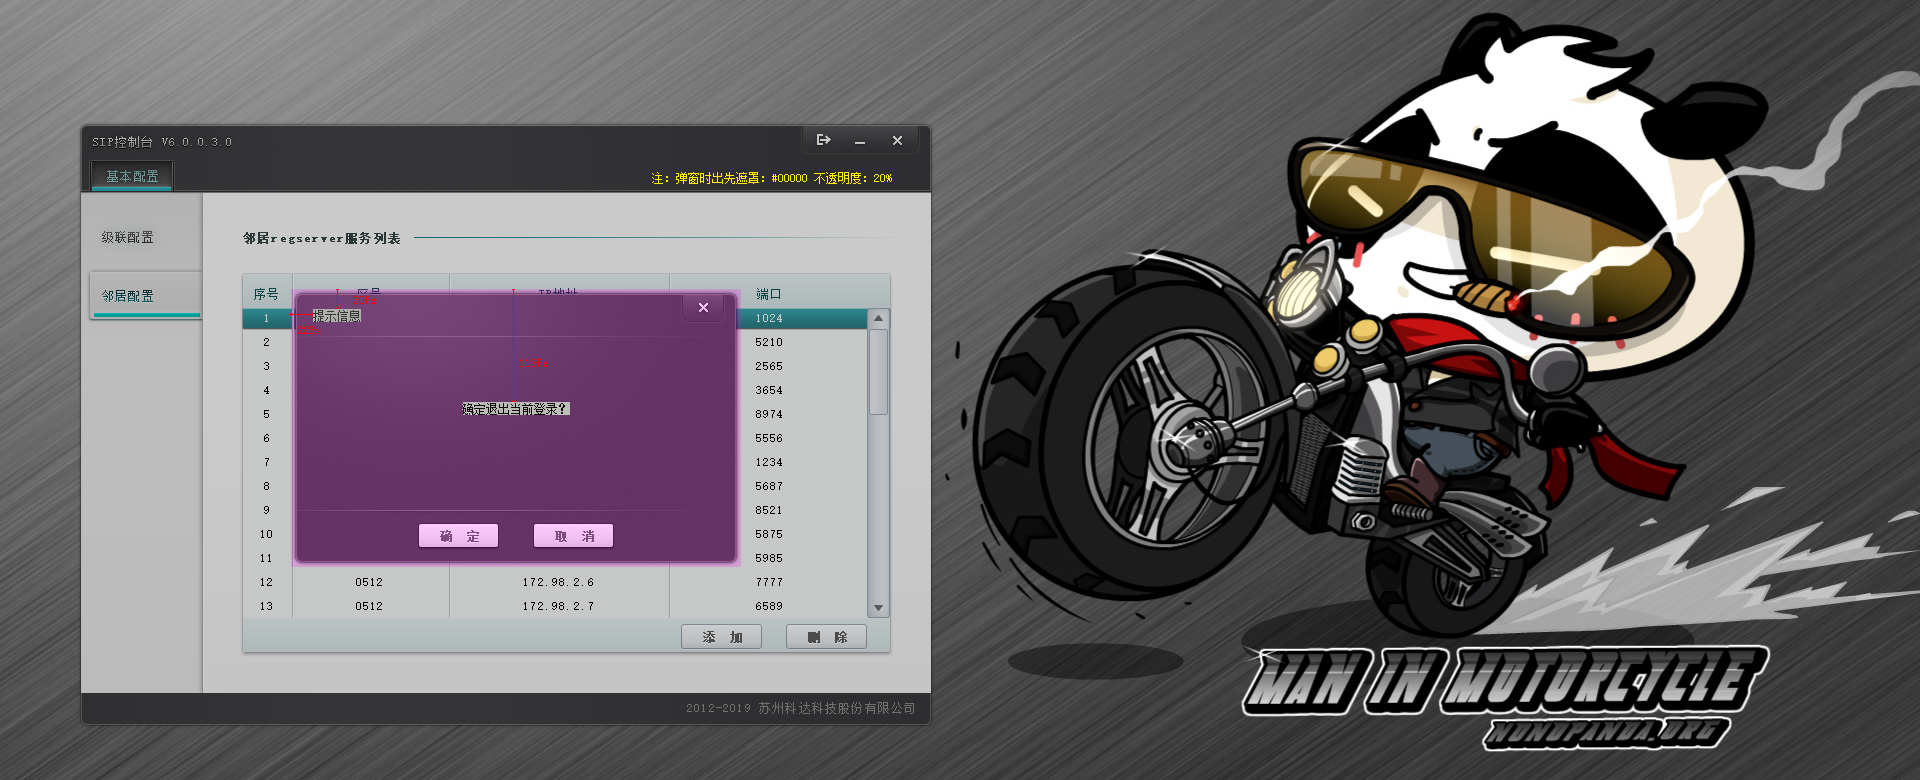 SIP控制台 V6.0.0.3.0
基本配置
注：弹窗时出先遮罩：#00000 不透明度：20%
级联配置
邻居配置
邻居regserver服务列表
序号 区号 IP地址 端口
1 1024
2 5210
3 2565
4 3654
5 8974
6 5556
7 1234
8 5687
9 8521
10 5875
11 5985
12 0512 172.98.2.6 7777
13 0512 172.98.2.7 6589
提示信息
确定退出当前登录？
确 定 取 消
添 加 删 除
2012-2019 苏州科达科技股份有限公司
MAN IN MOTORCYCLE
NONOPANDA.ORG